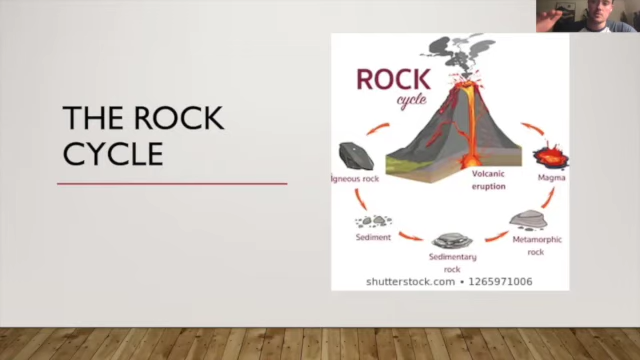 THE ROCK
CYCLE
ROCK
cycle
Igneous rock
Volcanic
eruption
Magma
Sediment
Sedimentary
rock
Metamorphic
rock
shutterstock.com • 1265971006